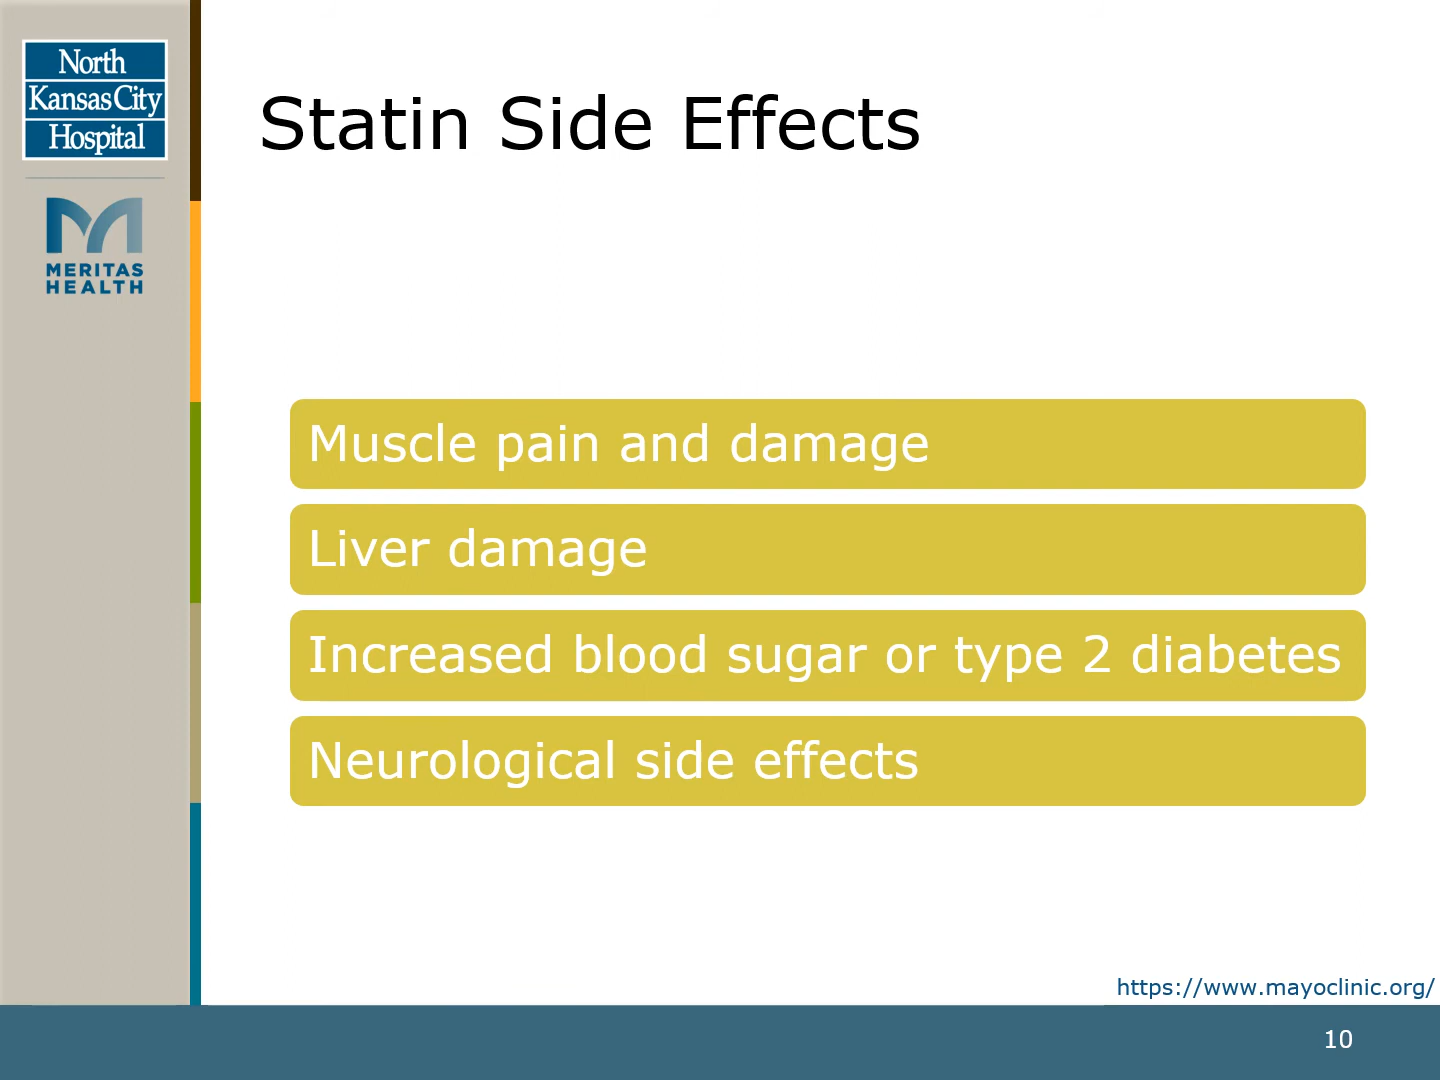 North
Kansas City
Hospital
MERITAS
HEALTH
Statin Side Effects
Muscle pain and damage
Liver damage
Increased blood sugar or type 2 diabetes
Neurological side effects
https://www.mayoclinic.org/
10